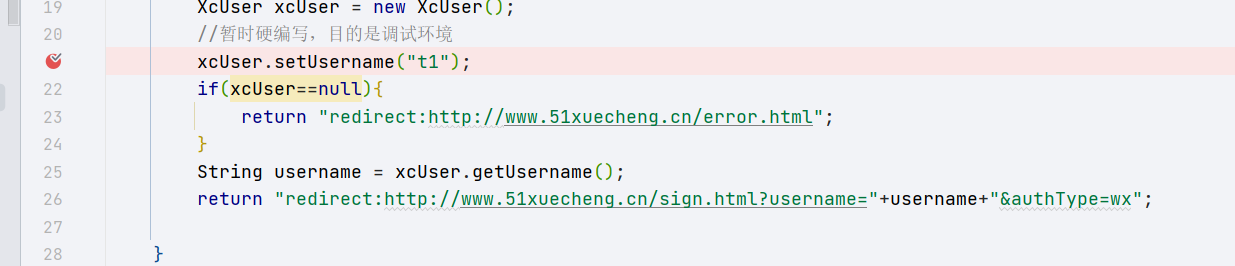 19 XcUser xcUser = new XcUser();
20 //暂时硬编写，目的是调试环境
xcUser.setUsername("t1");
22 if(xcUser==null){
23 return "redirect:http://www.51xuecheng.cn/error.html";
24 }
25 String username = xcUser.getUsername();
26 return "redirect:http://www.51xuecheng.cn/sign.html?username="+username+"&authType=wx";
27
28 }